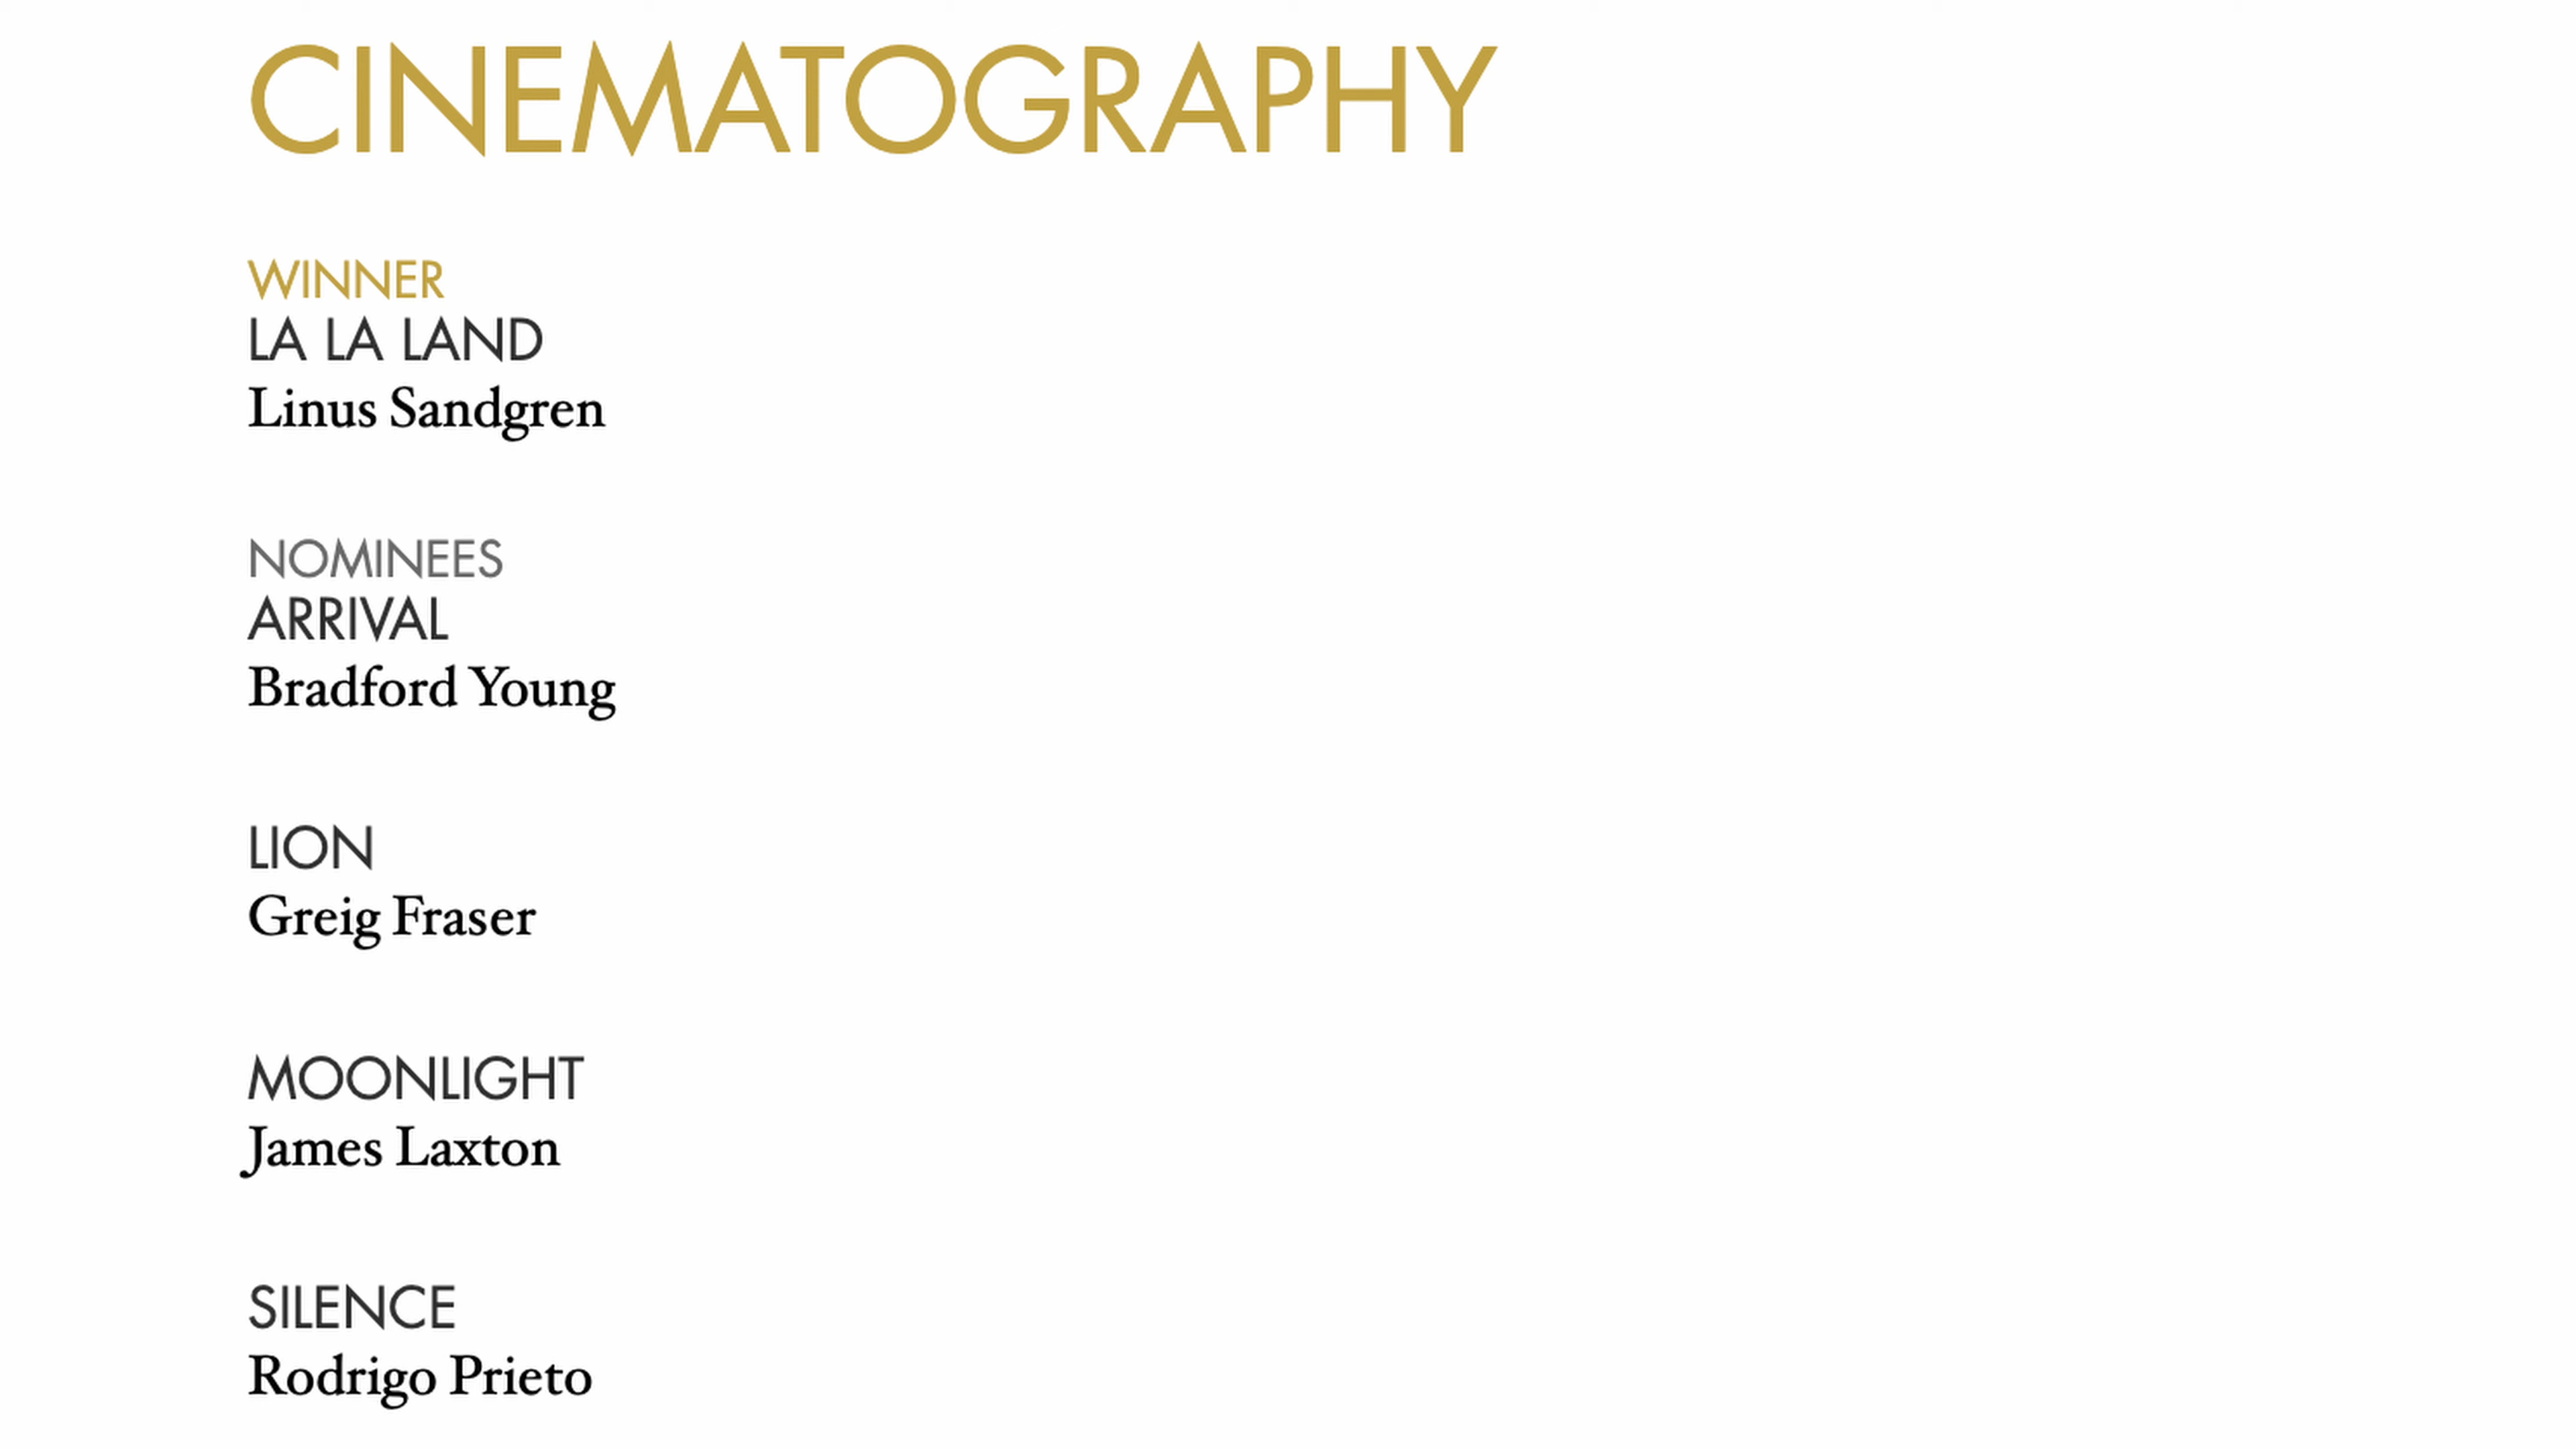 CINEMATOGRAPHY
WINNER
LA LA LAND
Linus Sandgren
NOMINEES
ARRIVAL
Bradford Young
LION
Greig Fraser
MOONLIGHT
James Laxton
SILENCE
Rodrigo Prieto